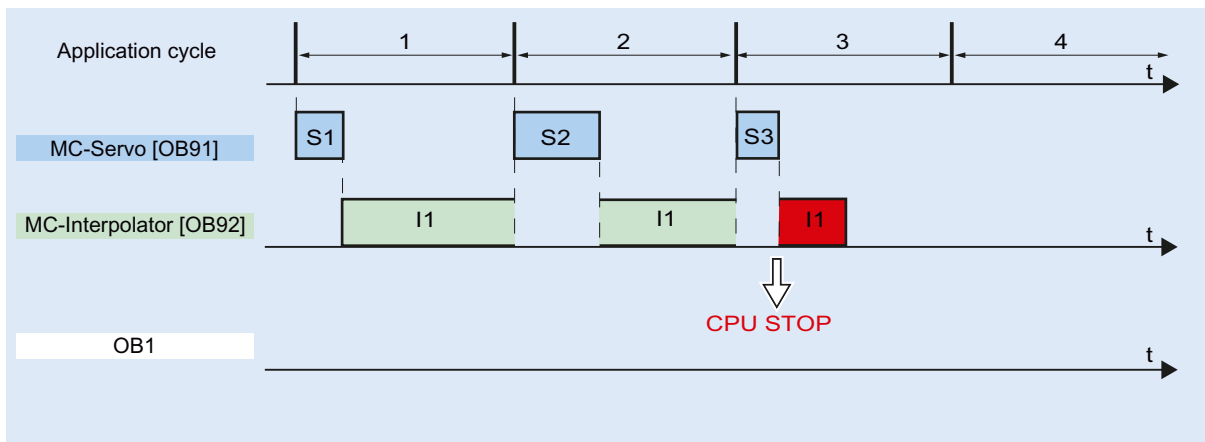 Application cycle
1
2
3
4
t
MC-Servo [OB91]
S1
S2
S3
MC-Interpolator [OB92]
I1
I1
I1
t
CPU STOP
OB1
t